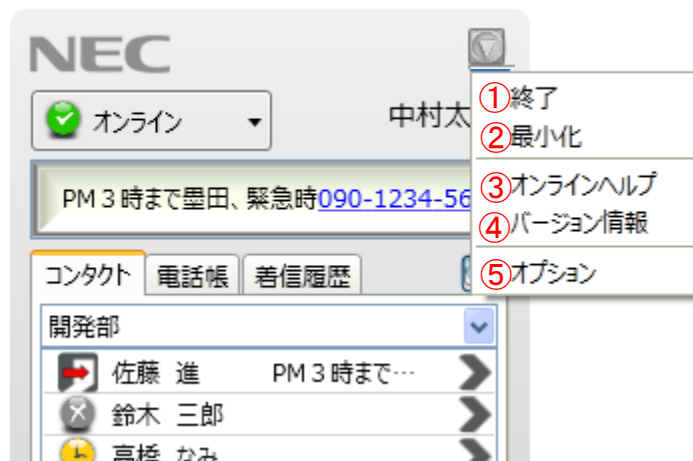 NEC
オンライン
中村太
①終了
②最小化
③オンラインヘルプ
④バージョン情報
⑤オプション
PM3時まで墨田、緊急時090-1234-56
コンタクト 電話帳 着信履歴
開発部
佐藤 進 PM3時まで…
鈴木 三郎
高橋 なみ